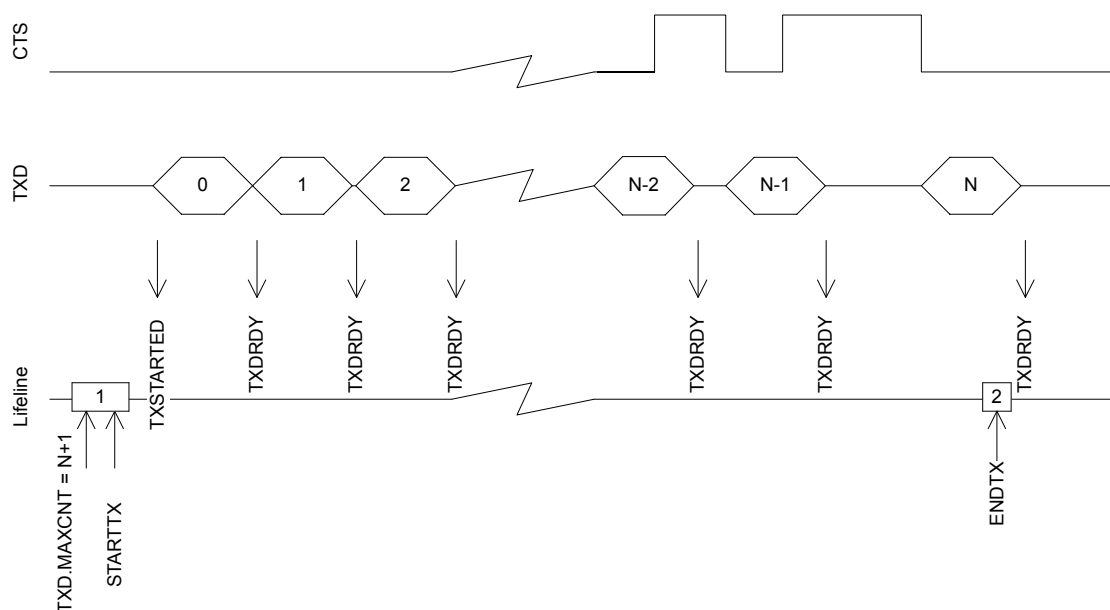 CTS
TXD
0
1
2
N-2
N-1
N
TXSTARTED
TXDRDY
TXDRDY
TXDRDY
TXDRDY
TXDRDY
TXDRDY
Lifeline
1
2
TXD.MAXCNT = N+1
STARTTX
ENDTX